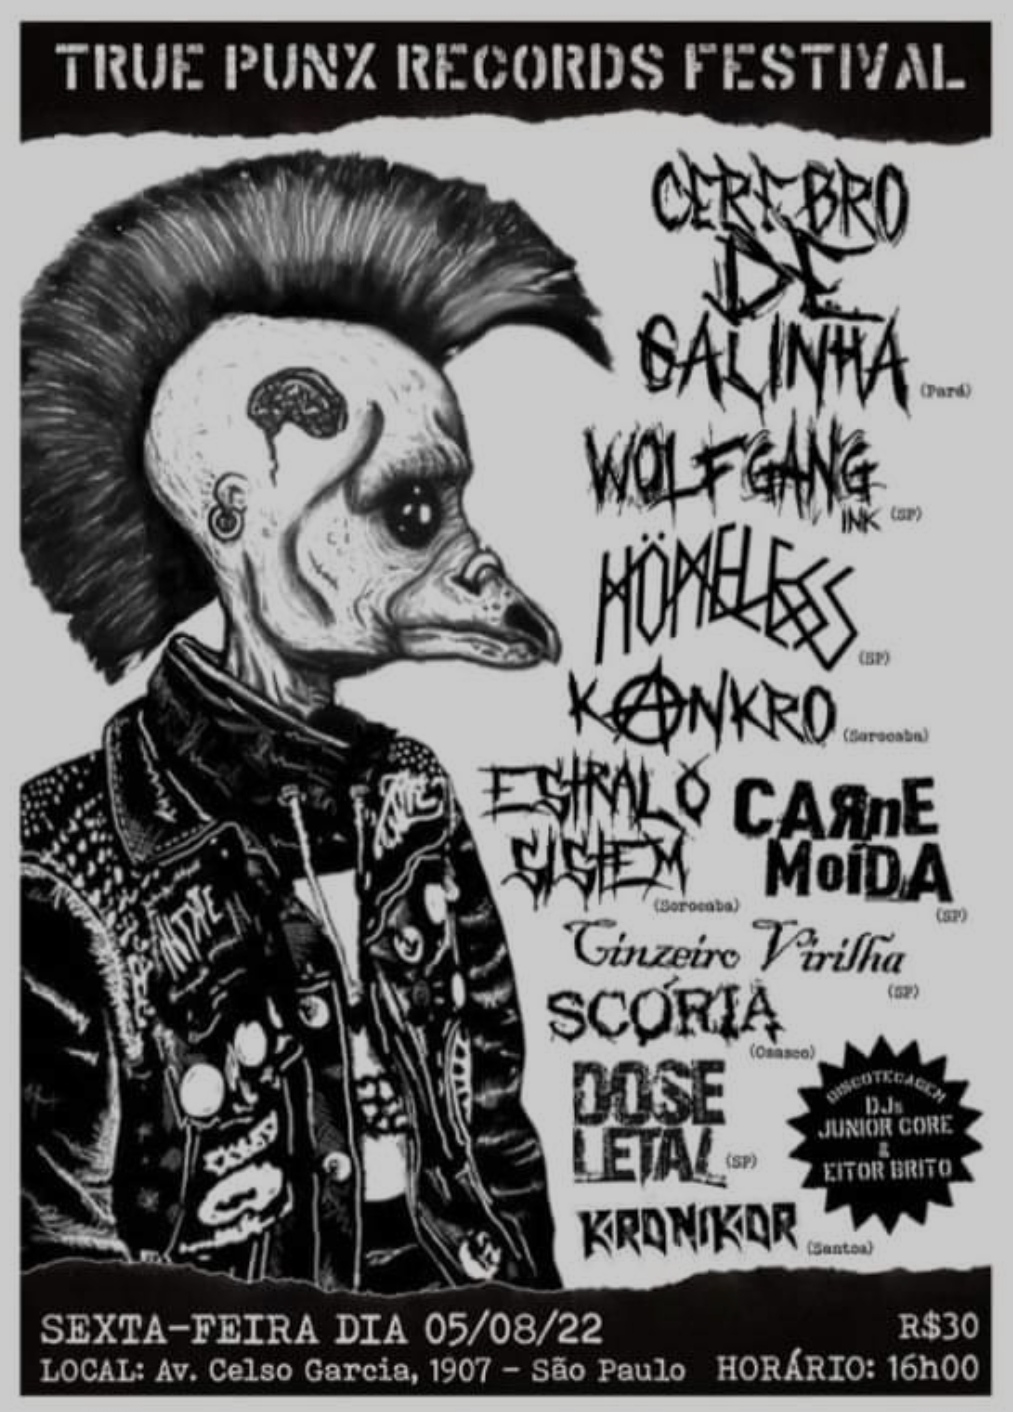 TRUE PUNX RECORDS FESTIVAL
CEREBRO
DE
GALINHA
(Pará)
WOLFGANG
INK (SP)
HÖMELESS
(SP)
KANKRO
(Sorocaba)
ESTRALO
SISTEM
(Sorocaba)
CARnE
MoíDA
(SP)
Cinzeiro Virilha
(SP)
SCÓRIA
(Osasco)
DOSE
LETAL
(SP)
DISCOTECAGEM
DJs
JUNIOR CORE
&
EITOR BRITO
KRONIKOR
(Santos)
SEXTA-FEIRA DIA 05/08/22
R$30
LOCAL: Av. Celso Garcia, 1907 - São Paulo
HORÁRIO: 16h00